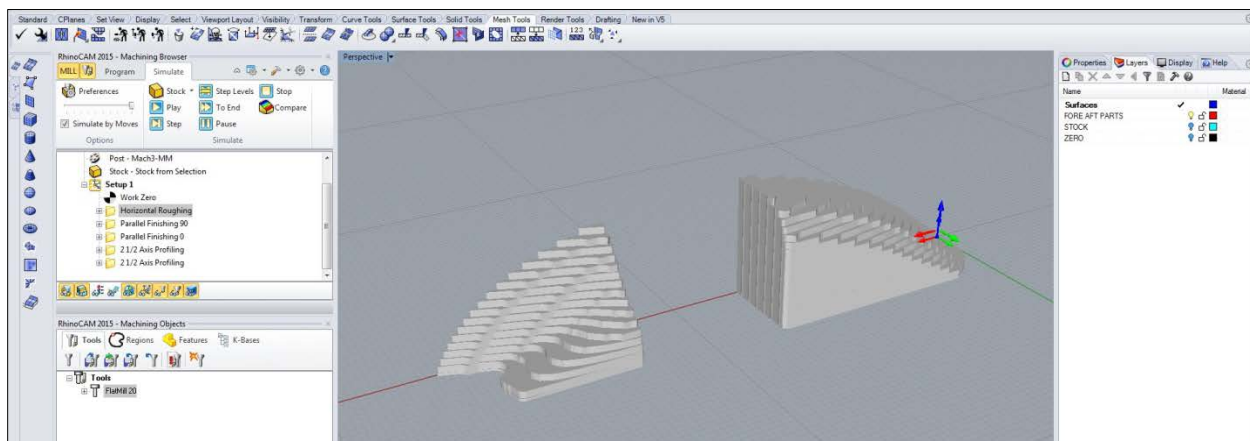 Standard CPlanes Set View Display Select Viewport Layout Visibility Transform Curve Tools Surface Tools Solid Tools Mesh Tools Render Tools Drafting New in V5
RhinoCAM 2015 - Machining Browser
MILL Program Simulate
Preferences
Simulate by Moves
Options
Stock Step Levels Stop
Play To End Compare
Step Pause
Simulate
Post - Mach3-MM
Stock - Stock from Selection
Setup 1
Work Zero
Horizontal Roughing
Parallel Finishing 90
Parallel Finishing 0
2 1/2 Axis Profiling
2 1/2 Axis Profiling
RhinoCAM 2015 - Machining Objects
Tools Regions Features K-Bases
Tools
FlatMill 20
Perspective
Properties Layers Display Help
Name Material
Surfaces
FORE AFT PARTS
STOCK
ZERO